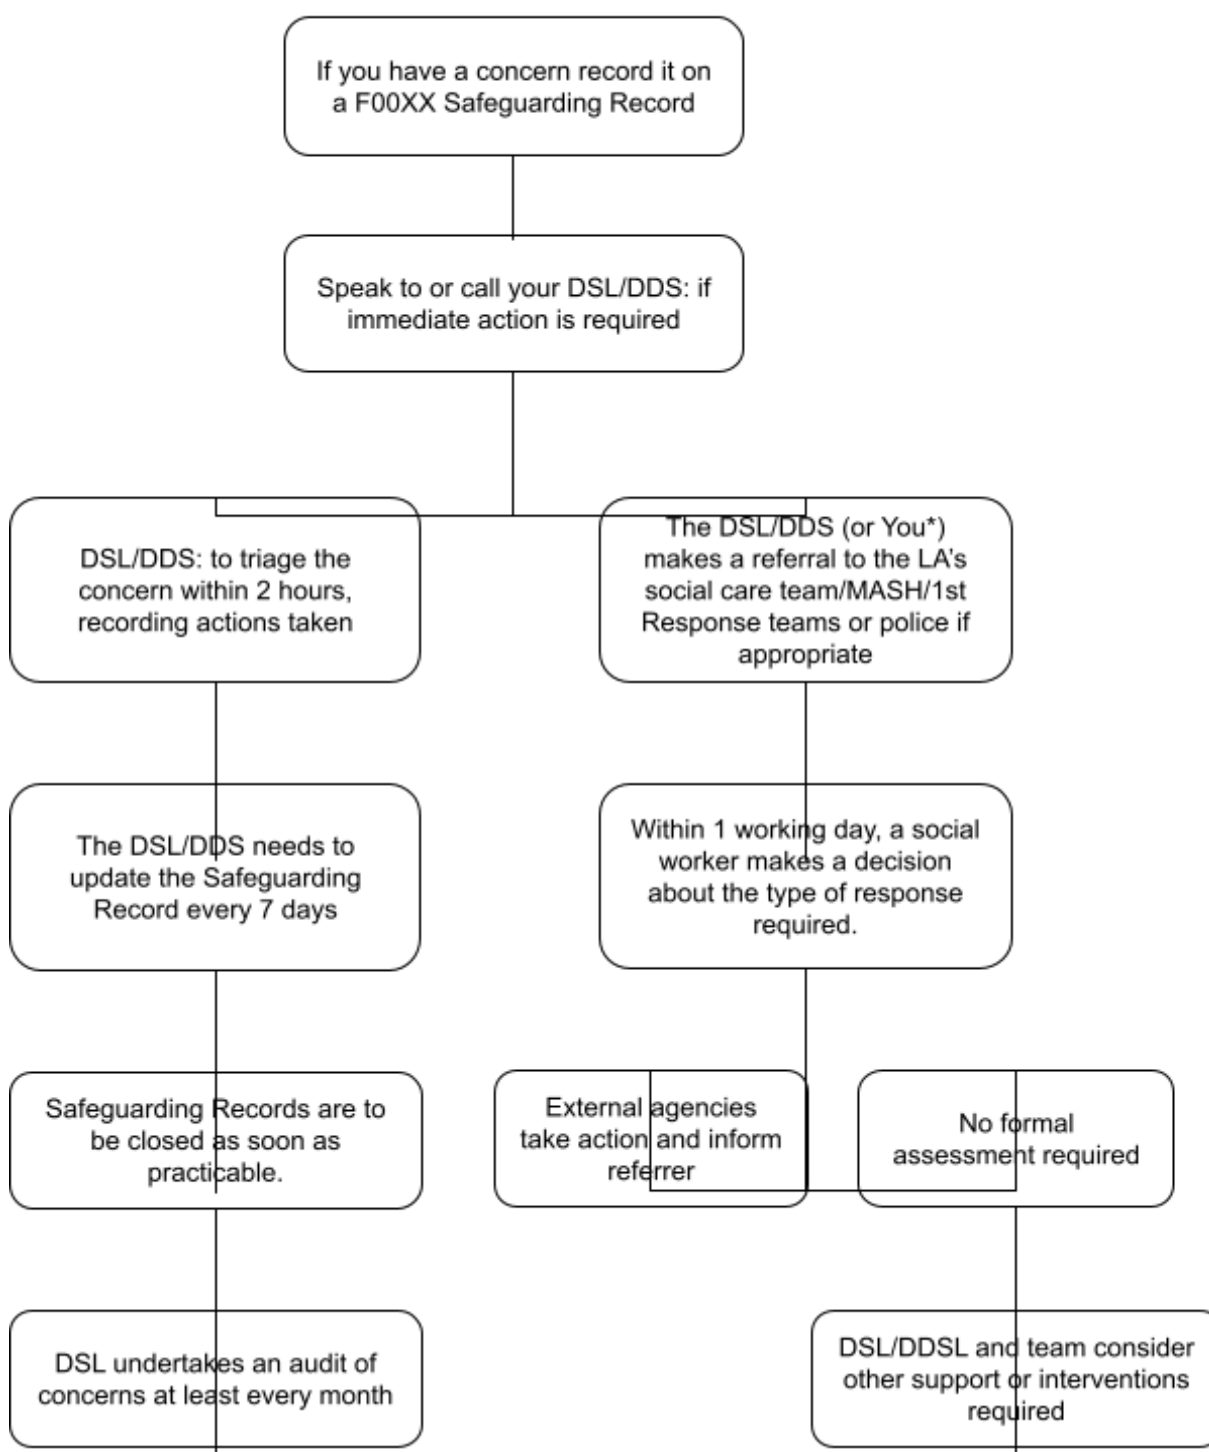 If you have a concern record it on
a F00XX Safeguarding Record
Speak to or call your DSL/DDS: if
immediate action is required
DSL/DDS: to triage the
concern within 2 hours,
recording actions taken
The DSL/DDS (or You*)
makes a referral to the LA's
social care team/MASH/1st
Response teams or police if
appropriate
The DSL/DDS needs to
update the Safeguarding
Record every 7 days
Within 1 working day, a social
worker makes a decision
about the type of response
required.
Safeguarding Records are to
be closed as soon as
practicable.
External agencies
take action and inform
referrer
No formal
assessment required
DSL undertakes an audit of
concerns at least every month
DSL/DDSL and team consider
other support or interventions
required